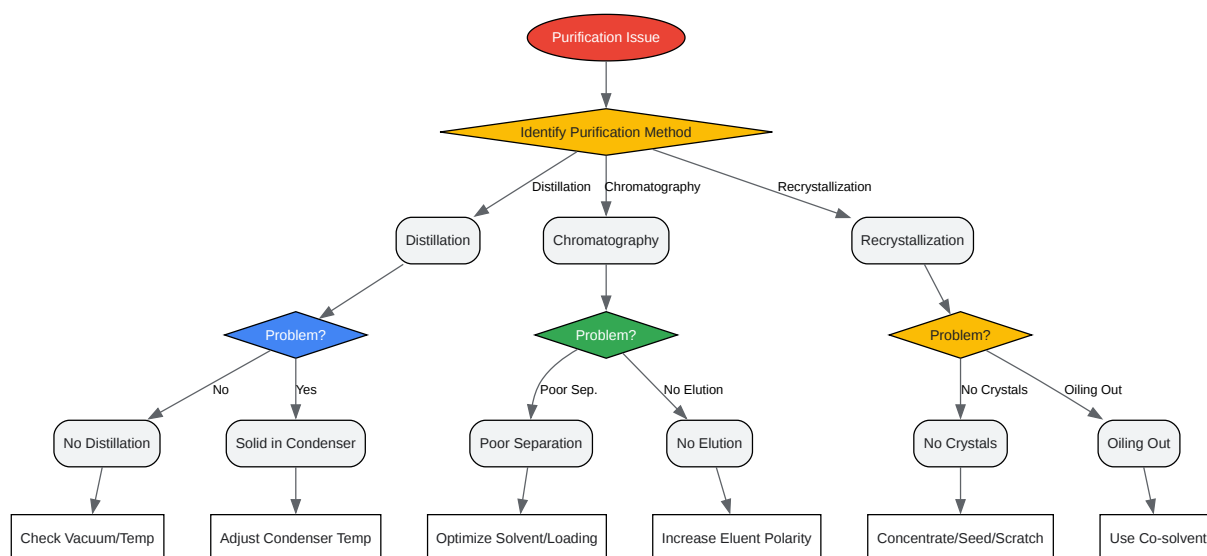 Purification Issue
Identify Purification Method
Distillation
Chromatography
Recrystallization
Distillation
Chromatography
Recrystallization
Problem?
Problem?
Problem?
No
Yes
Poor Sep.
No Elution
No Crystals
Oiling Out
No Distillation
Solid in Condenser
Poor Separation
No Elution
No Crystals
Oiling Out
Check Vacuum/Temp
Adjust Condenser Temp
Optimize Solvent/Loading
Increase Eluent Polarity
Concentrate/Seed/Scratch
Use Co-solvent